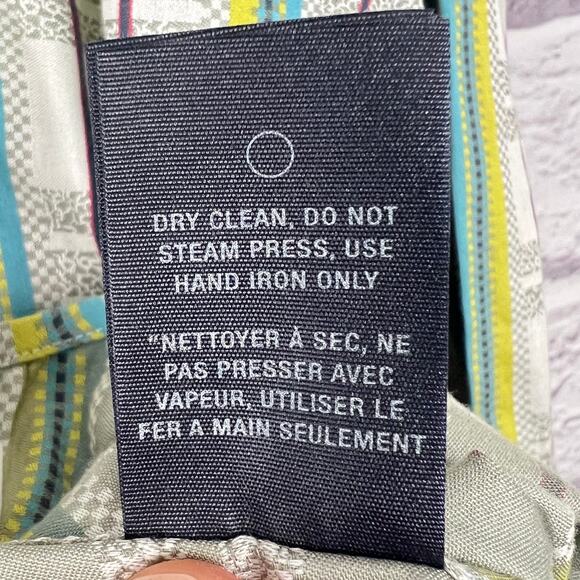 DRY CLEAN, DO NOT
STEAM PRESS, USE
HAND IRON ONLY
"NETTOYER À SEC, NE
PAS PRESSER AVEC
VAPEUR, UTILISER LE
FER A MAIN SEULEMENT